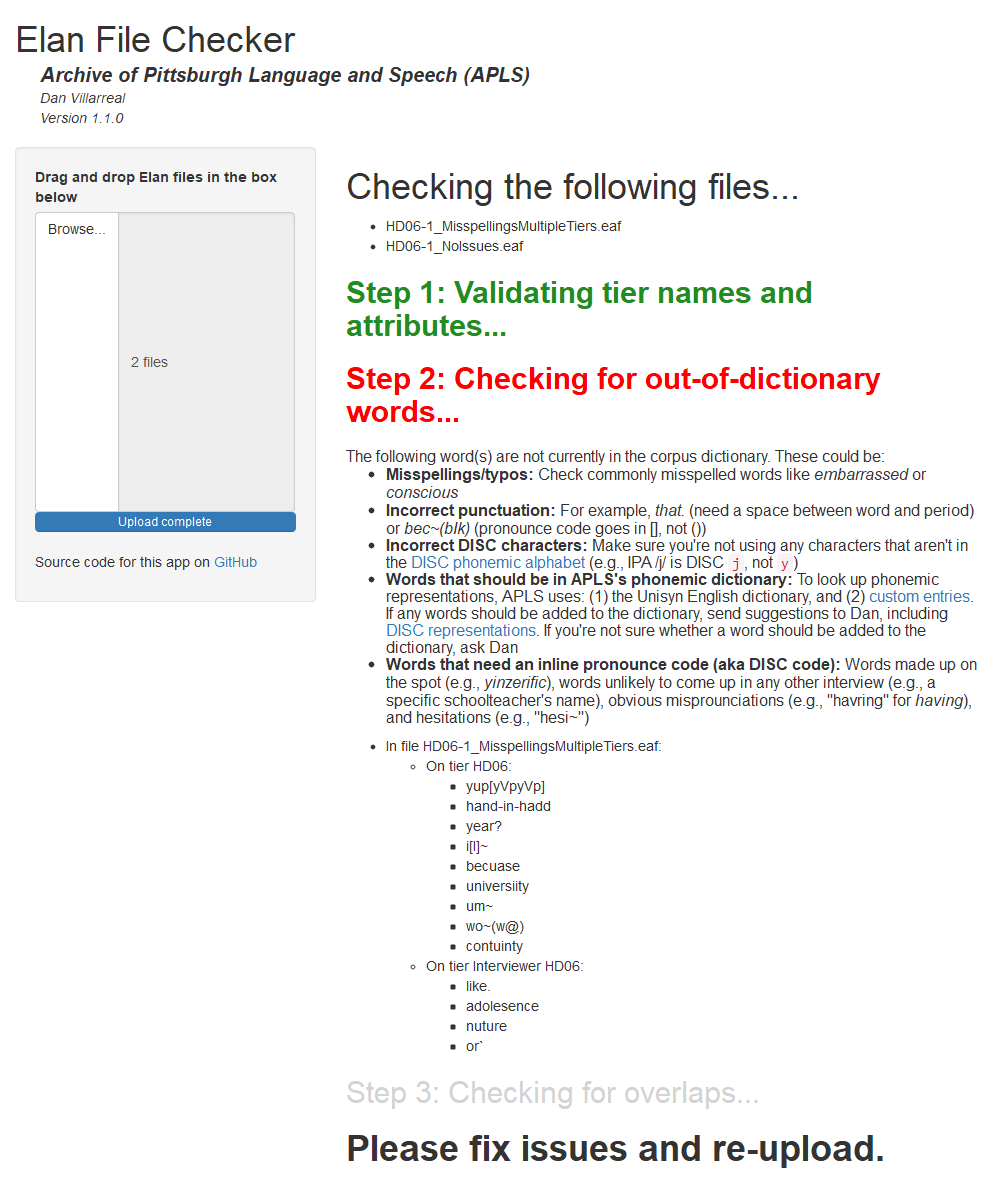 Elan File Checker
Archive of Pittsburgh Language and Speech (APLS)
Dan Villarreal
Version 1.1.0
Drag and drop Elan files in the box
below
Browse...
2 files
Upload complete
Source code for this app on GitHub
Checking the following files...
HD06-1_MisspellingsMultipleTiers.eaf
HD06-1_NoIssues.eaf
Step 1: Validating tier names and
attributes...
Step 2: Checking for out-of-dictionary
words...
The following word(s) are not currently in the corpus dictionary. These could be:
Misspellings/typos: Check commonly misspelled words like embarrassed or
conscious
Incorrect punctuation: For example, that. (need a space between word and period)
or bec~(bIk) (pronounce code goes in [], not ())
Incorrect DISC characters: Make sure you're not using any characters that aren't in
the DISC phonemic alphabet (e.g., IPA /j/ is DISC j, not y)
Words that should be in APLS's phonemic dictionary: To look up phonemic
representations, APLS uses: (1) the Unisyn English dictionary, and (2) custom entries.
If any words should be added to the dictionary, send suggestions to Dan, including
DISC representations. If you're not sure whether a word should be added to the
dictionary, ask Dan
Words that need an inline pronounce code (aka DISC code): Words made up on
the spot (e.g., yinzerific), words unlikely to come up in any other interview (e.g., a
specific schoolteacher's name), obvious misprounciations (e.g., "havring" for having),
and hesitations (e.g., "hesi~")
In file HD06-1_MisspellingsMultipleTiers.eaf:
On tier HD06:
yup[yVpyVp]
hand-in-hadd
year?
i[I]~
becuase
universiity
um~
wo~(w@)
contuinty
On tier Interviewer HD06:
like.
adolesence
nuture
or`
Step 3: Checking for overlaps...
Please fix issues and re-upload.